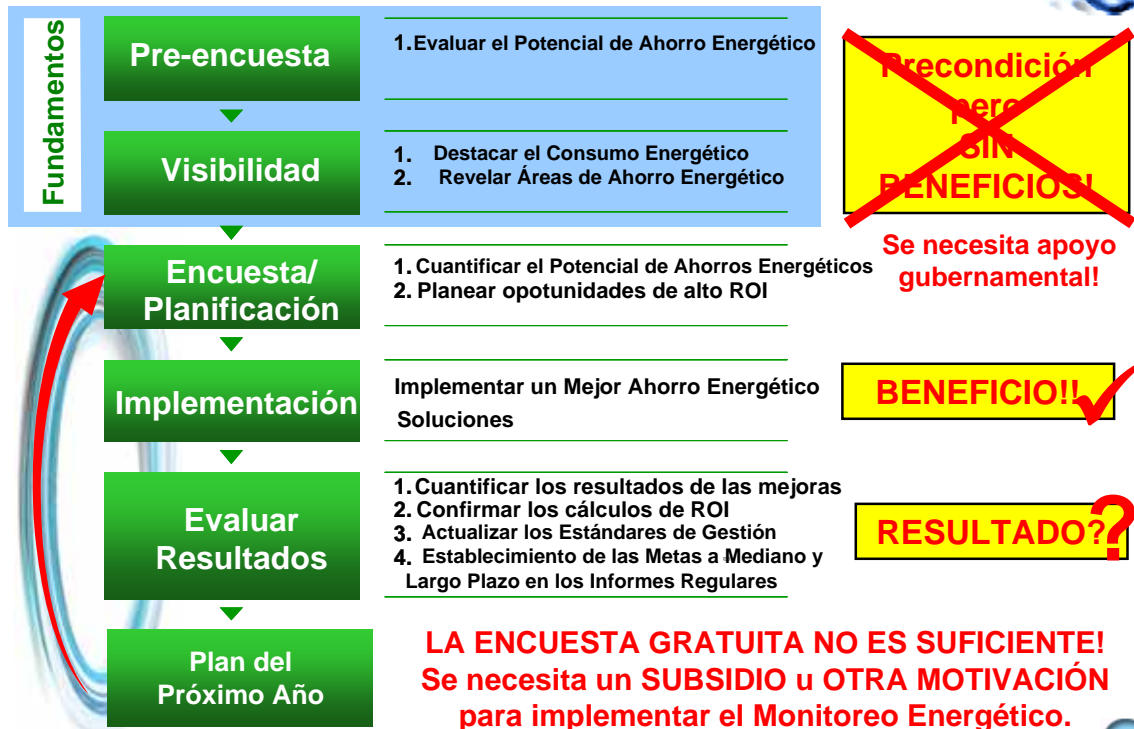 Fundamentos
Pre-encuesta
1.Evaluar el Potencial de Ahorro Energético
Precondición
pero
SIN
BENEFICIOS!
Visibilidad
1. Destacar el Consumo Energético
2. Revelar Áreas de Ahorro Energético
Se necesita apoyo
gubernamental!
Encuesta/
Planificación
1. Cuantificar el Potencial de Ahorros Energéticos
2. Planear opotunidades de alto ROI
Implementación
Implementar un Mejor Ahorro Energético
Soluciones
BENEFICIO!!
Evaluar
Resultados
1. Cuantificar los resultados de las mejoras
2. Confirmar los cálculos de ROI
3. Actualizar los Estándares de Gestión
4. Establecimiento de las Metas a Mediano y
Largo Plazo en los Informes Regulares
RESULTADO?
?
Plan del
Próximo Año
LA ENCUESTA GRATUITA NO ES SUFICIENTE!
Se necesita un SUBSIDIO u OTRA MOTIVACIÓN
para implementar el Monitoreo Energético.